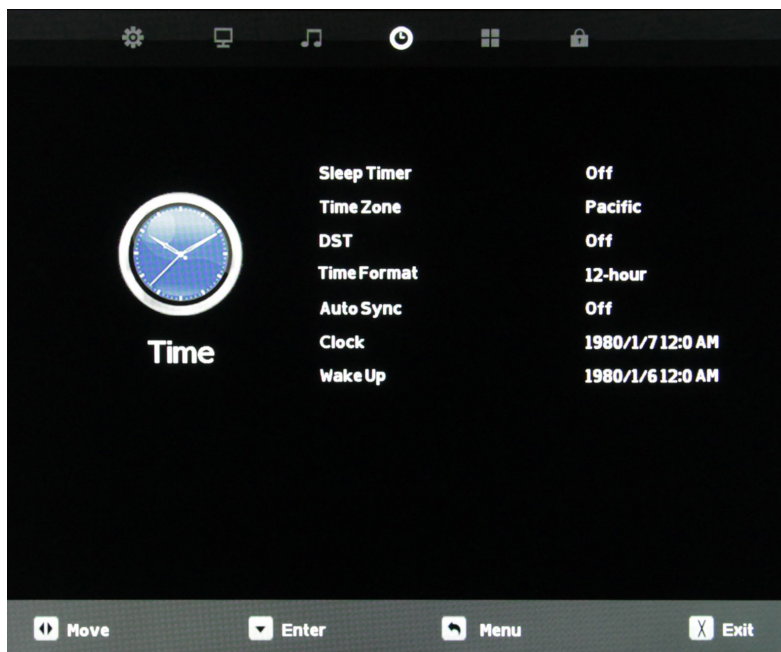 Sleep Timer Off
Time Zone Pacific
DST Off
Time Format 12-hour
Auto Sync Off
Clock 1980/1/7 12:0 AM
Wake Up 1980/1/6 12:0 AM
Time
Move Enter Menu X Exit